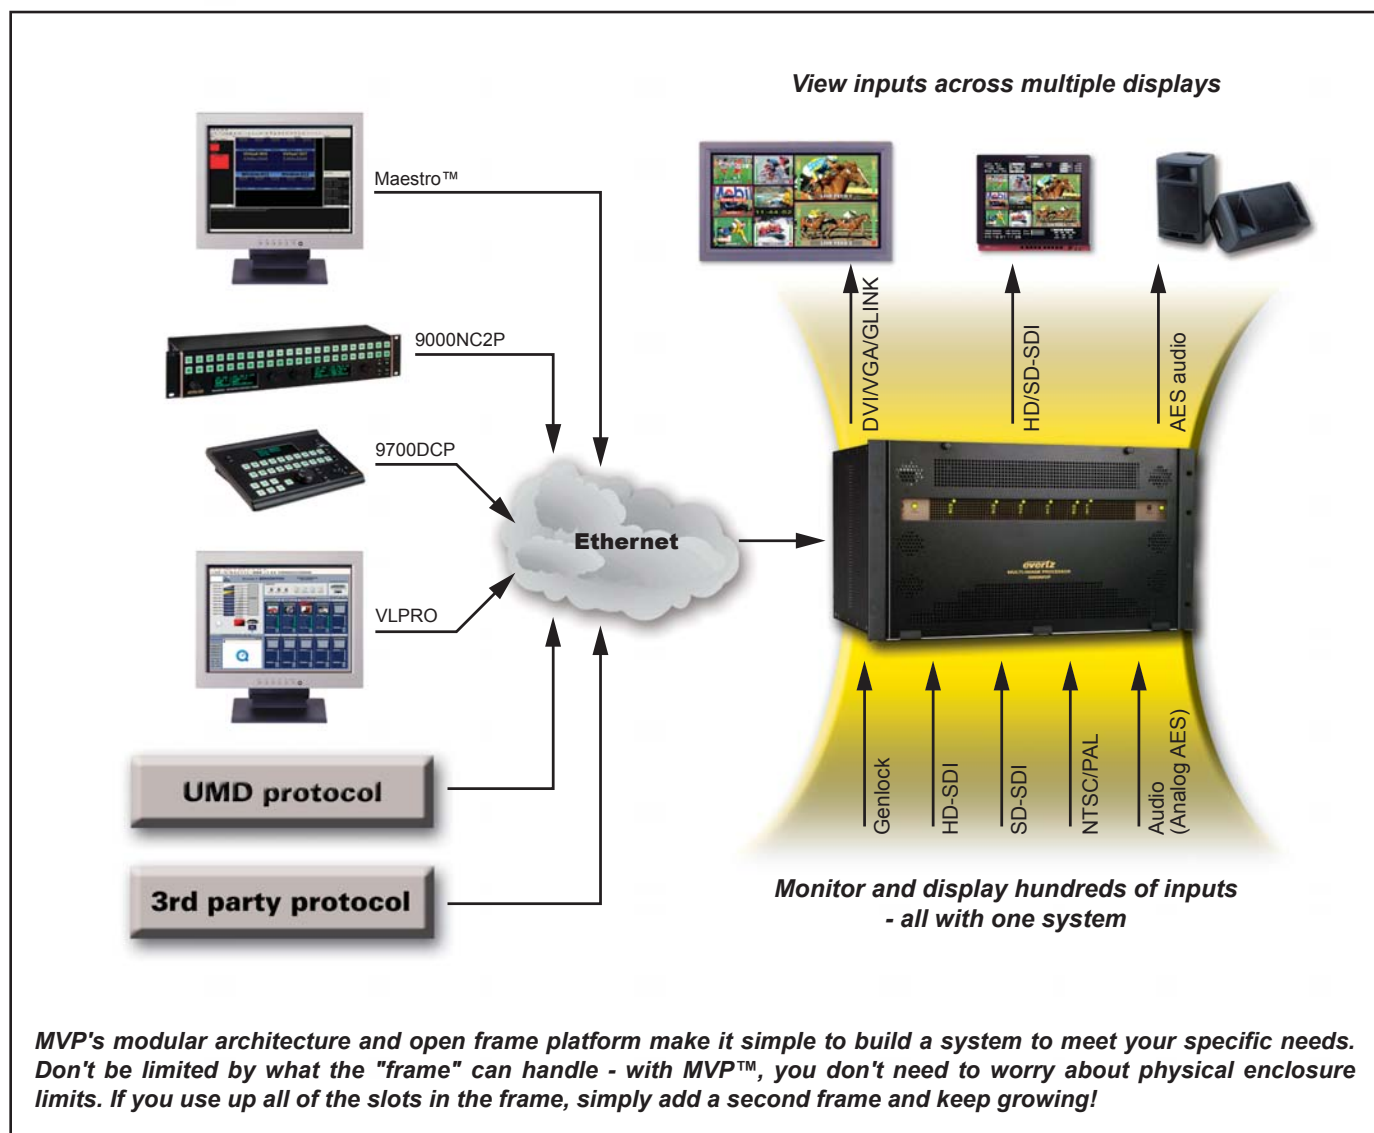 View inputs across multiple displays
Maestro™
9000NC2P
9700DCP
VLPRO
UMD protocol
3rd party protocol
Ethernet
DVI/VGA/GLINK
HD/SD-SDI
AES audio
evertz
MULTI-IMAGE PROCESSOR
Genlock
HD-SDI
SD-SDI
NTSC/PAL
Audio
(Analog AES)
Monitor and display hundreds of inputs
- all with one system
MVP's modular architecture and open frame platform make it simple to build a system to meet your specific needs.
Don't be limited by what the "frame" can handle - with MVP™, you don't need to worry about physical enclosure
limits. If you use up all of the slots in the frame, simply add a second frame and keep growing!